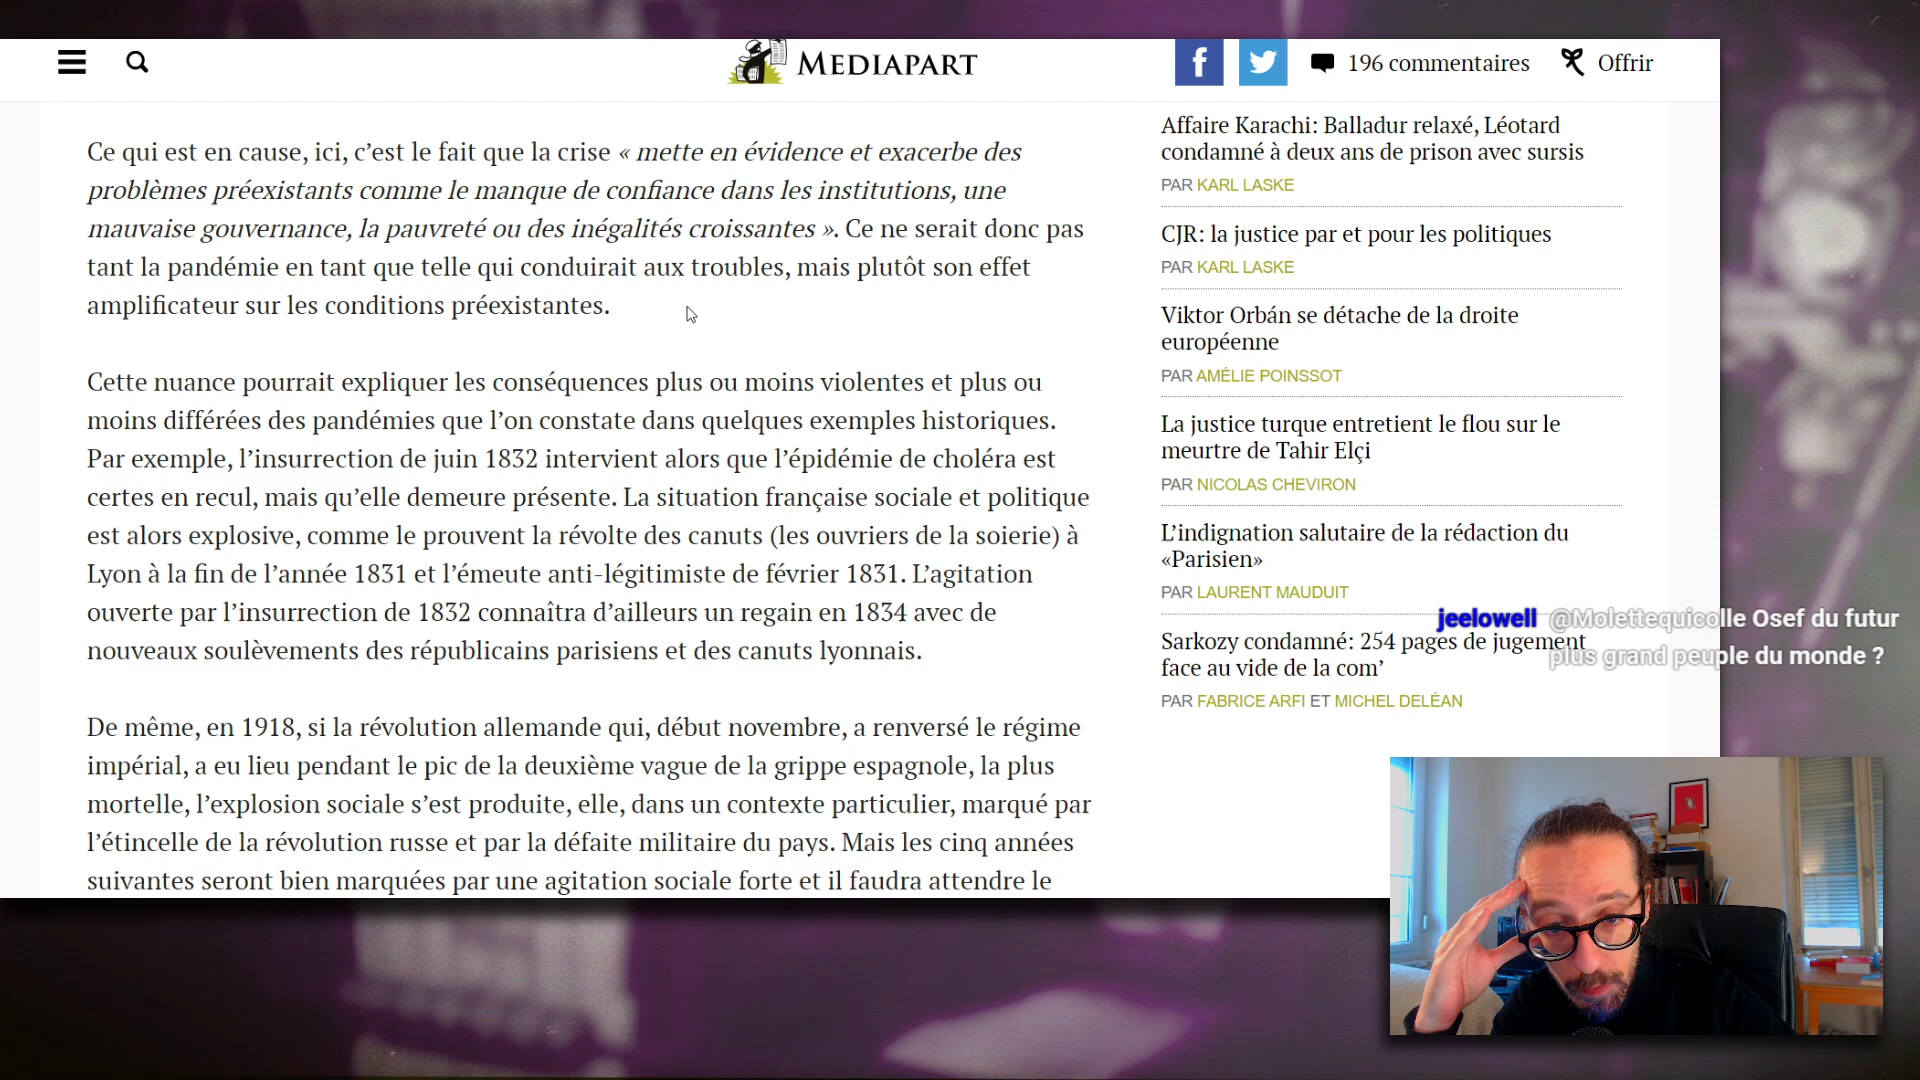 MEDIAPART
f
196 commentaires
Offrir
Ce qui est en cause, ici, c’est le fait que la crise « mette en évidence et exacerbe des
problèmes préexistants comme le manque de confiance dans les institutions, une
mauvaise gouvernance, la pauvreté ou des inégalités croissantes ». Ce ne serait donc pas
tant la pandémie en tant que telle qui conduirait aux troubles, mais plutôt son effet
amplificateur sur les conditions préexistantes.
Cette nuance pourrait expliquer les conséquences plus ou moins violentes et plus ou
moins différées des pandémies que l’on constate dans quelques exemples historiques.
Par exemple, l’insurrection de juin 1832 intervient alors que l’épidémie de choléra est
certes en recul, mais qu’elle demeure présente. La situation française sociale et politique
est alors explosive, comme le prouvent la révolte des canuts (les ouvriers de la soierie) à
Lyon à la fin de l’année 1831 et l’émeute anti-légitimiste de février 1831. L’agitation
ouverte par l’insurrection de 1832 connaîtra d’ailleurs un regain en 1834 avec de
nouveaux soulèvements des républicains parisiens et des canuts lyonnais.
De même, en 1918, si la révolution allemande qui, début novembre, a renversé le régime
impérial, a eu lieu pendant le pic de la deuxième vague de la grippe espagnole, la plus
mortelle, l’explosion sociale s’est produite, elle, dans un contexte particulier, marqué par
l’étincelle de la révolution russe et par la défaite militaire du pays. Mais les cinq années
suivantes seront bien marquées par une agitation sociale forte et il faudra attendre le
Affaire Karachi: Balladur relaxé, Léotard
condamné à deux ans de prison avec sursis
PAR KARL LASKE
CJR: la justice par et pour les politiques
PAR KARL LASKE
Viktor Orbán se détache de la droite
européenne
PAR AMÉLIE POINSSOT
La justice turque entretient le flou sur le
meurtre de Tahir Elçi
PAR NICOLAS CHEVIRON
L’indignation salutaire de la rédaction du
«Parisien»
PAR LAURENT MAUDUIT
Sarkozy condamné: 254 pages de jugement
face au vide de la com’
PAR FABRICE ARFI ET MICHEL DELÉAN
jeelowell @Molettequicolle Osef du futur
plus grand peuple du monde ?